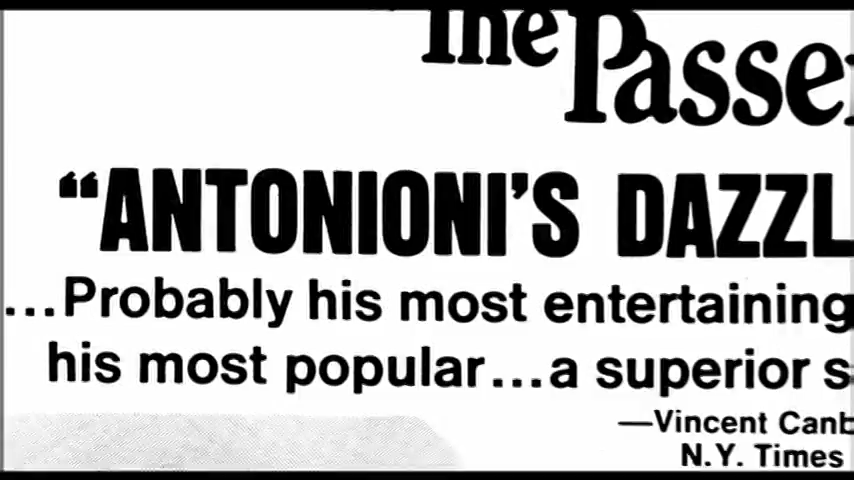 The Passe
“ANTONIONI’S DAZZL
...Probably his most entertaining
his most popular...a superior s
—Vincent Canb
N.Y. Times